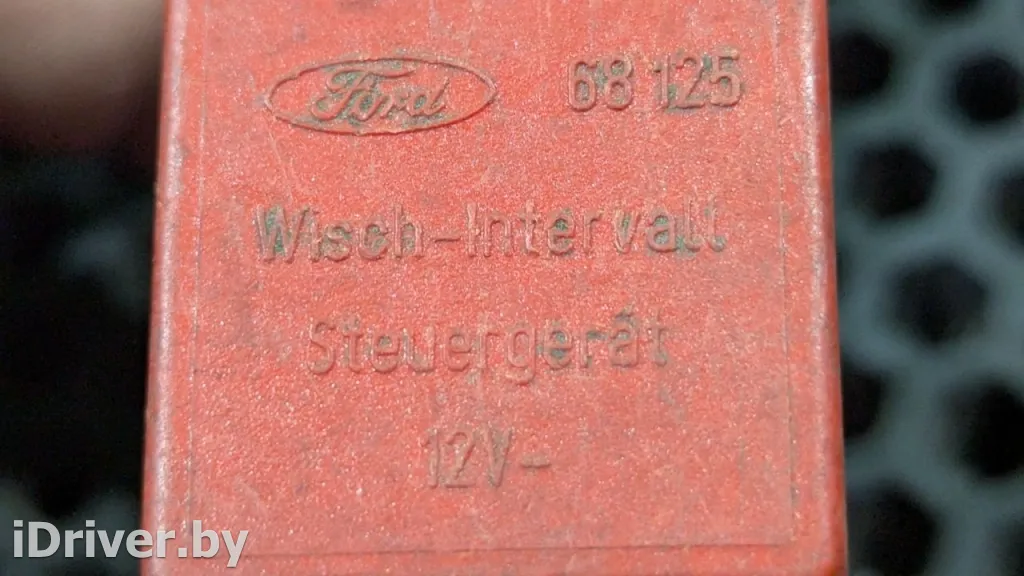 Ford 68 125
Wisch-Intervall
Steuergerät
12V-
iDriver.by